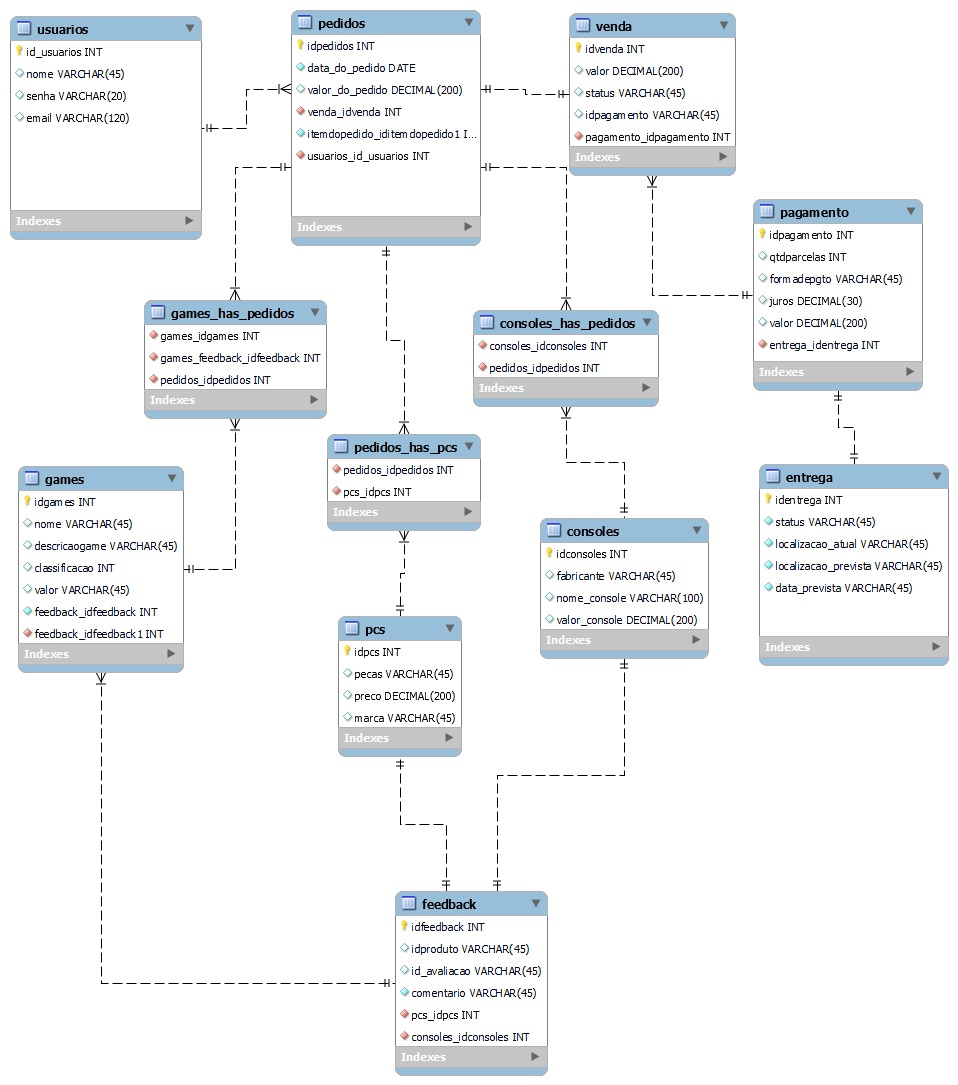 usuarios
id_usuarios INT
nome VARCHAR(45)
senha VARCHAR(20)
email VARCHAR(120)
Indexes
pedidos
idpedidos INT
data_do_pedido DATE
valor_do_pedido DECIMAL(200)
venda_idvenda INT
itemdopedido_iditemdopedido1 I...
usuarios_id_usuarios INT
Indexes
venda
idvenda INT
valor DECIMAL(200)
status VARCHAR(45)
idpagamento VARCHAR(45)
pagamento_idpagamento INT
Indexes
pagamento
idpagamento INT
qtdparcelas INT
formadepgto VARCHAR(45)
juros DECIMAL(30)
valor DECIMAL(200)
entrega_identrega INT
Indexes
games_has_pedidos
games_idgames INT
games_feedback_idfeedback INT
pedidos_idpedidos INT
Indexes
consoles_has_pedidos
consoles_idconsoles INT
pedidos_idpedidos INT
Indexes
pedidos_has_pcs
pedidos_idpedidos INT
pcs_idpcs INT
Indexes
games
idgames INT
nome VARCHAR(45)
descricaogame VARCHAR(45)
classificacao INT
valor VARCHAR(45)
feedback_idfeedback INT
feedback_idfeedback1 INT
Indexes
entrega
identrega INT
status VARCHAR(45)
localizacao_atual VARCHAR(45)
localizacao_prevista VARCHAR(45)
data_prevista VARCHAR(45)
Indexes
consoles
idconsoles INT
fabricante VARCHAR(45)
nome_console VARCHAR(100)
valor_console DECIMAL(200)
Indexes
pcs
idpcs INT
pecas VARCHAR(45)
preco DECIMAL(200)
marca VARCHAR(45)
Indexes
feedback
idfeedback INT
idproduto VARCHAR(45)
id_avaliacao VARCHAR(45)
comentario VARCHAR(45)
pcs_idpcs INT
consoles_idconsoles INT
Indexes